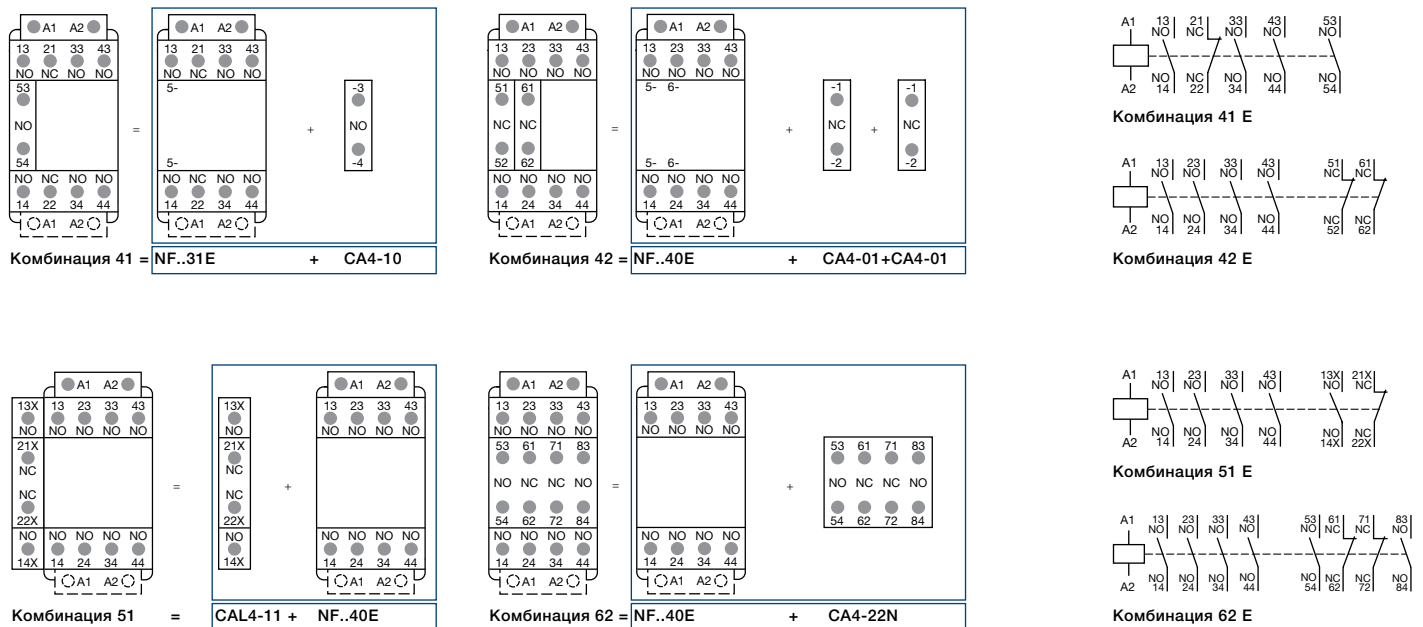 A1 A2
13 21 33 43
NO NC NO NO
53
NO
54
NO NC NO NO
14 22 34 44
A1 A2
=
A1 A2
13 21 33 43
NO NC NO NO
5-
5-
NO NC NO NO
14 22 34 44
A1 A2
+
-3
NO
-4
Комбинация 41 = NF..31E + CA4-10
A1 A2
13 23 33 43
NO NO NO NO
51 61
NC NC
52 62
NO NO NO NO
14 24 34 44
A1 A2
=
A1 A2
13 23 33 43
NO NO NO NO
5- 6-
5- 6-
NO NO NO NO
14 24 34 44
A1 A2
+
-1
NC
-2
+
-1
NC
-2
Комбинация 42 = NF..40E + CA4-01+CA4-01
A1 13 21 33 43 53
NO NC NO NO NO
NO NC NO NO NO
A2 14 22 34 44 54
Комбинация 41 E
A1 13 23 33 43 51 61
NO NO NO NO NC NC
NO NO NO NO NC NC
A2 14 24 34 44 52 62
Комбинация 42 E
A1 A2
13X 13 23 33 43
NO NO NO NO NO
21X
NC
NC
22X
NO NO NO NO NO
14X 14 24 34 44
A1 A2
=
13X
NO
21X
NC
NC
22X
NO
14X
+
A1 A2
13 23 33 43
NO NO NO NO
NO NO NO NO
14 24 34 44
A1 A2
Комбинация 51 = CAL4-11 + NF..40E
A1 A2
13 23 33 43
NO NO NO NO
53 61 71 83
NO NC NC NO
54 62 72 84
NO NO NO NO
14 24 34 44
A1 A2
=
A1 A2
13 23 33 43
NO NO NO NO
NO NO NO NO
14 24 34 44
A1 A2
+
53 61 71 83
NO NC NC NO
54 62 72 84
Комбинация 62 = NF..40E + CA4-22N
A1 13 23 33 43 13X 21X
NO NO NO NO NO NC
NO NO NO NO NO NC
A2 14 24 34 44 14X 22X
Комбинация 51 E
A1 13 23 33 43 53 61 71 83
NO NO NO NO NO NC NC NO
NO NO NO NO NO NC NC NO
A2 14 24 34 44 54 62 72 84
Комбинация 62 E